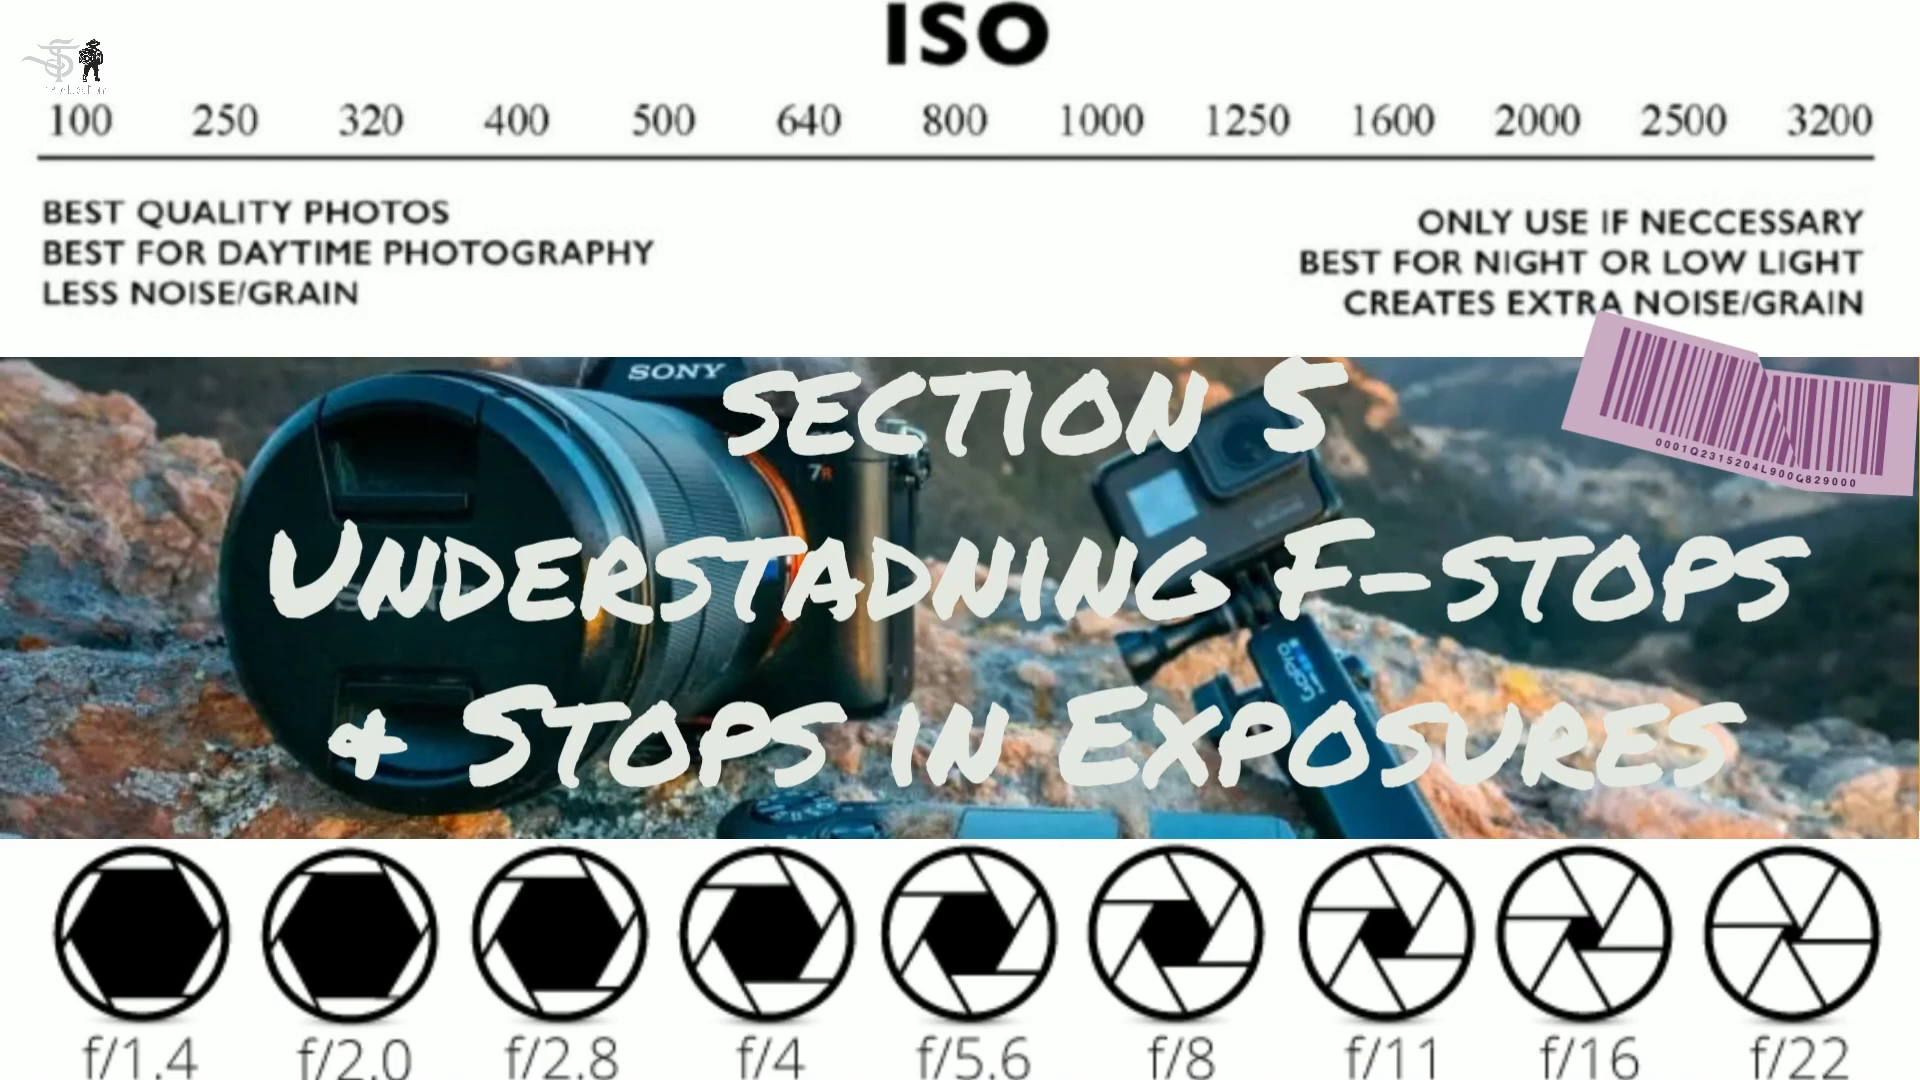 ISO
100 250 320 400 500 640 800 1000 1250 1600 2000 2500 3200
BEST QUALITY PHOTOS
BEST FOR DAYTIME PHOTOGRAPHY
LESS NOISE/GRAIN
ONLY USE IF NECCESSARY
BEST FOR NIGHT OR LOW LIGHT
CREATES EXTRA NOISE/GRAIN
SONY
7R
0001Q2315204L900G829000
SECTION 5
UNDERSTADNING F-STOPS
& STOPS IN EXPOSURES
GoPro
f/1.4 f/2.0 f/2.8 f/4 f/5.6 f/8 f/11 f/16 f/22